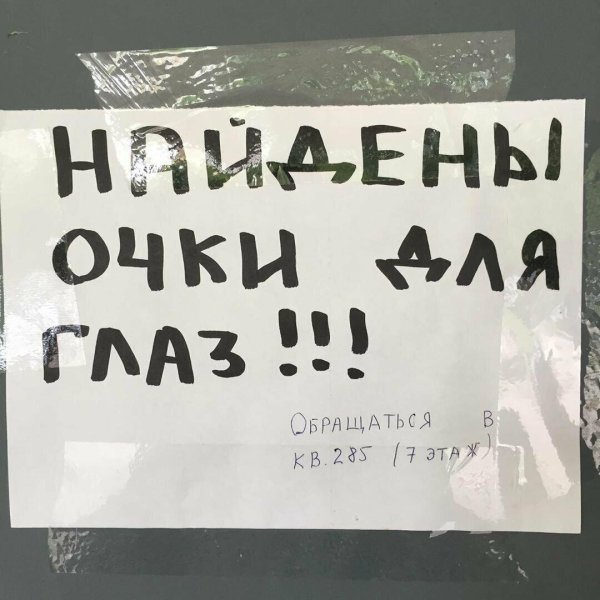 НАЙДЕНЫ
ОЧКИ ДЛЯ
ГЛАЗ!!!
ОБРАЩАТЬСЯ В
КВ.285 (7 ЭТАЖ)